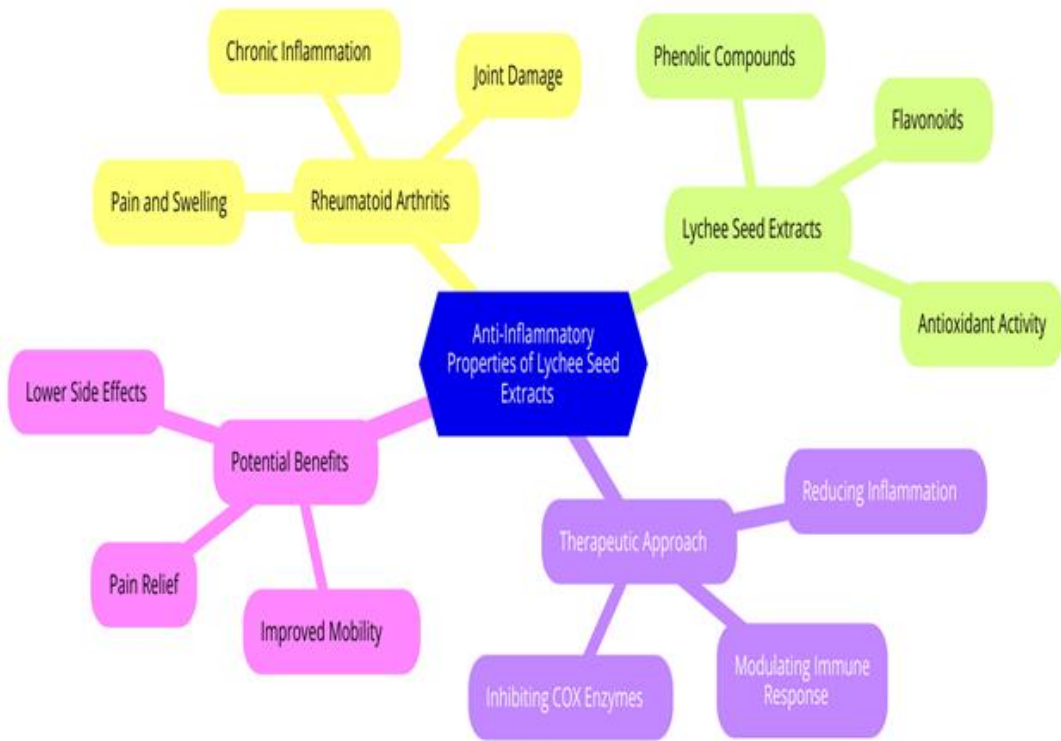 Chronic Inflammation
Joint Damage
Pain and Swelling
Rheumatoid Arthritis
Phenolic Compounds
Flavonoids
Lychee Seed Extracts
Antioxidant Activity
Anti-Inflammatory
Properties of Lychee Seed
Extracts
Lower Side Effects
Potential Benefits
Pain Relief
Improved Mobility
Reducing Inflammation
Therapeutic Approach
Inhibiting COX Enzymes
Modulating Immune
Response